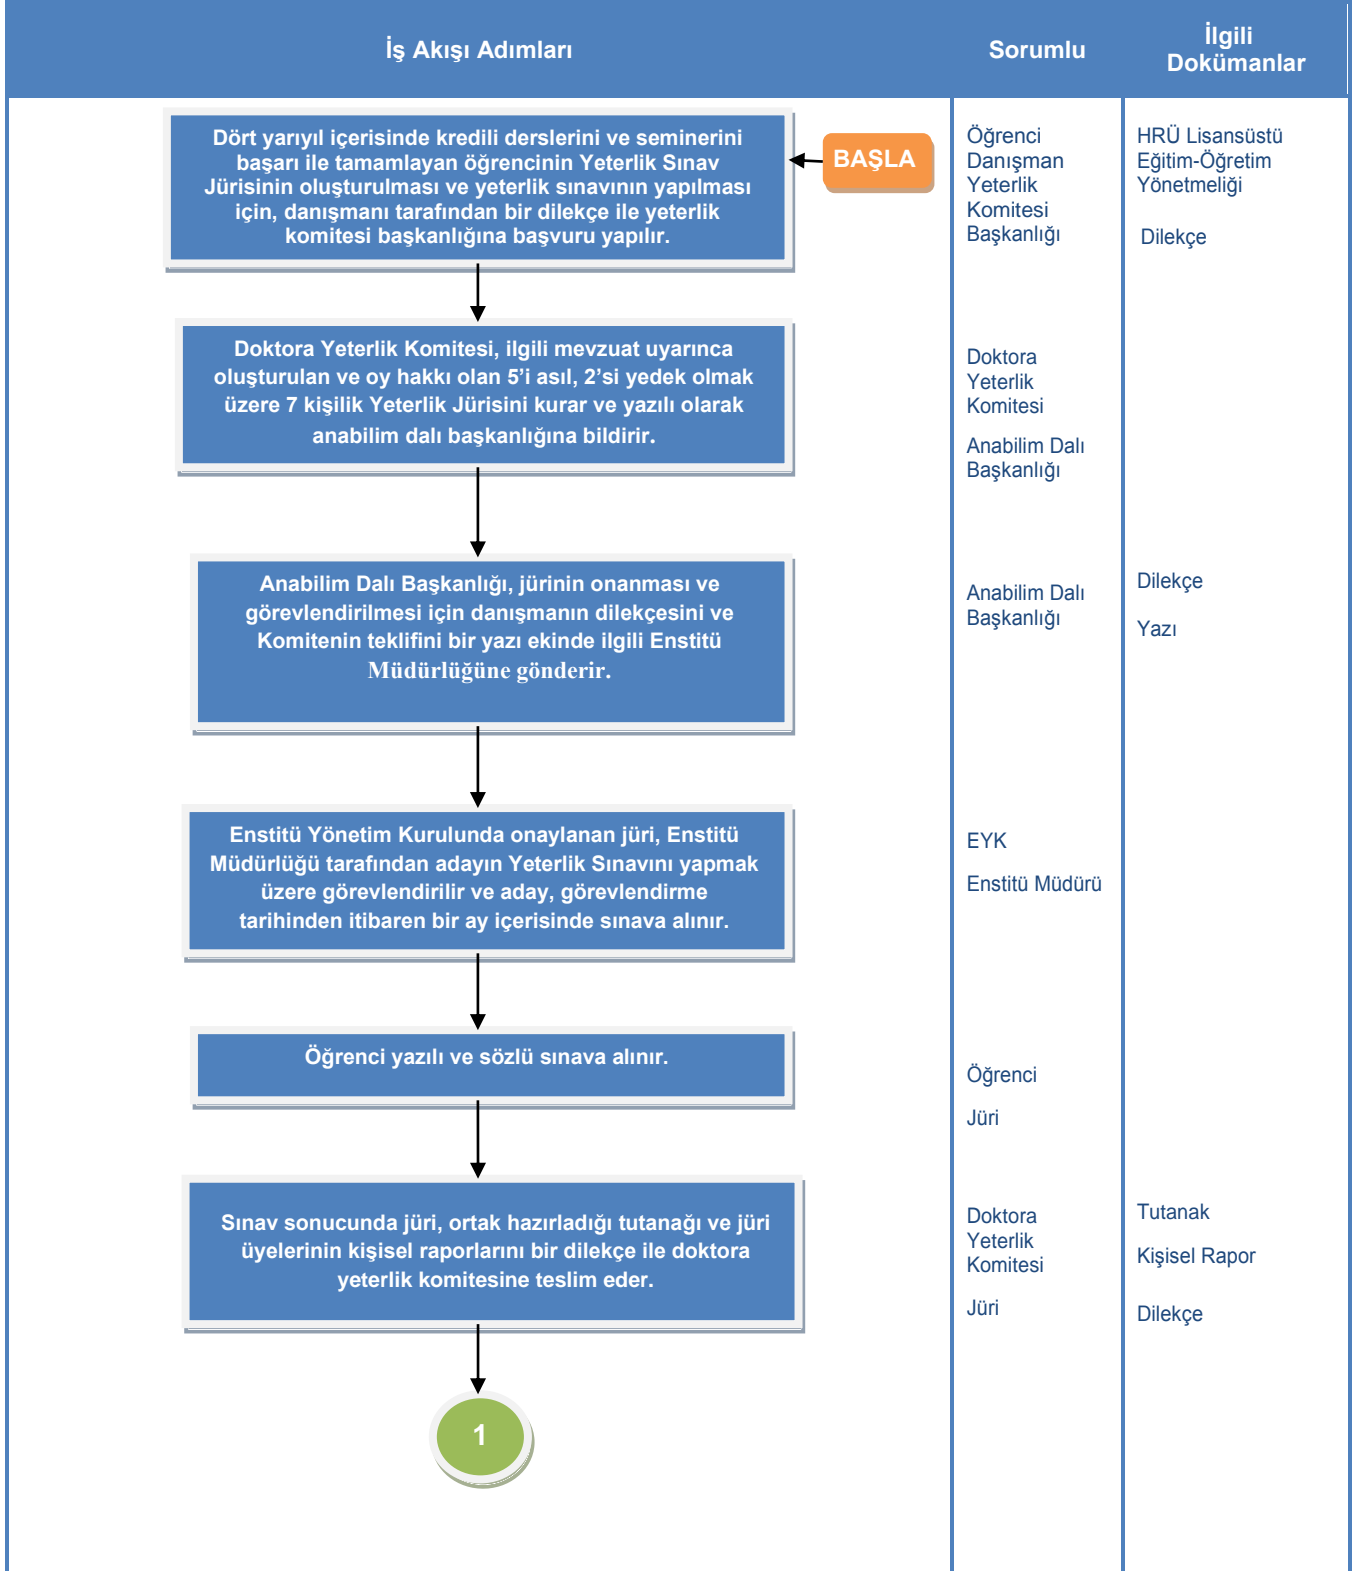 İş Akışı Adımları
Sorumlu
İlgili
Dokümanlar
Dört yarıyıl içerisinde kredili derslerini ve seminerini
başarı ile tamamlayan öğrencinin Yeterlik Sınav
Jürisinin oluşturulması ve yeterlik sınavının yapılması
için, danışmanı tarafından bir dilekçe ile yeterlik
komitesi başkanlığına başvuru yapılır.
BAŞLA
Öğrenci
Danışman
Yeterlik
Komitesi
Başkanlığı
HRÜ Lisansüstü
Eğitim-Öğretim
Yönetmeliği
Dilekçe
Doktora Yeterlik Komitesi, ilgili mevzuat uyarınca
oluşturulan ve oy hakkı olan 5’i asıl, 2’si yedek olmak
üzere 7 kişilik Yeterlik Jürisini kurar ve yazılı olarak
anabilim dalı başkanlığına bildirir.
Doktora
Yeterlik
Komitesi
Anabilim Dalı
Başkanlığı
Anabilim Dalı Başkanlığı, jürinin onanması ve
görevlendirilmesi için danışmanın dilekçesini ve
Komitenin teklifini bir yazı ekinde ilgili Enstitü
Müdürlüğüne gönderir.
Anabilim Dalı
Başkanlığı
Dilekçe
Yazı
Enstitü Yönetim Kurulunda onaylanan jüri, Enstitü
Müdürlüğü tarafından adayın Yeterlik Sınavını yapmak
üzere görevlendirilir ve aday, görevlendirme
tarihinden itibaren bir ay içerisinde sınava alınır.
EYK
Enstitü Müdürü
Öğrenci yazılı ve sözlü sınava alınır.
Öğrenci
Jüri
Sınav sonucunda jüri, ortak hazırladığı tutanağı ve jüri
üyelerinin kişisel raporlarını bir dilekçe ile doktora
yeterlik komitesine teslim eder.
Doktora
Yeterlik
Komitesi
Jüri
Tutanak
Kişisel Rapor
Dilekçe
1